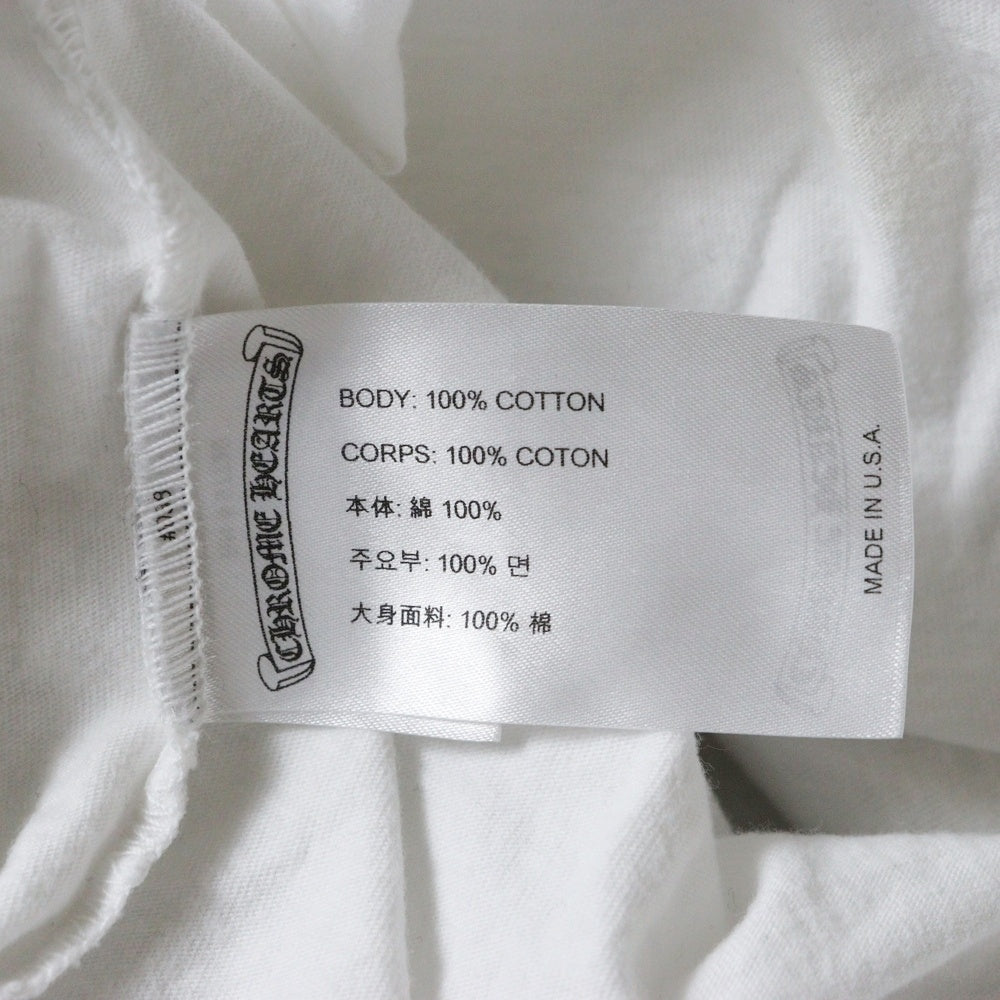 CHROME HEARTS
BODY: 100% COTTON
CORPS: 100% COTON
本体: 綿 100%
주요부: 100% 면
大身面料: 100% 棉
MADE IN U.S.A.